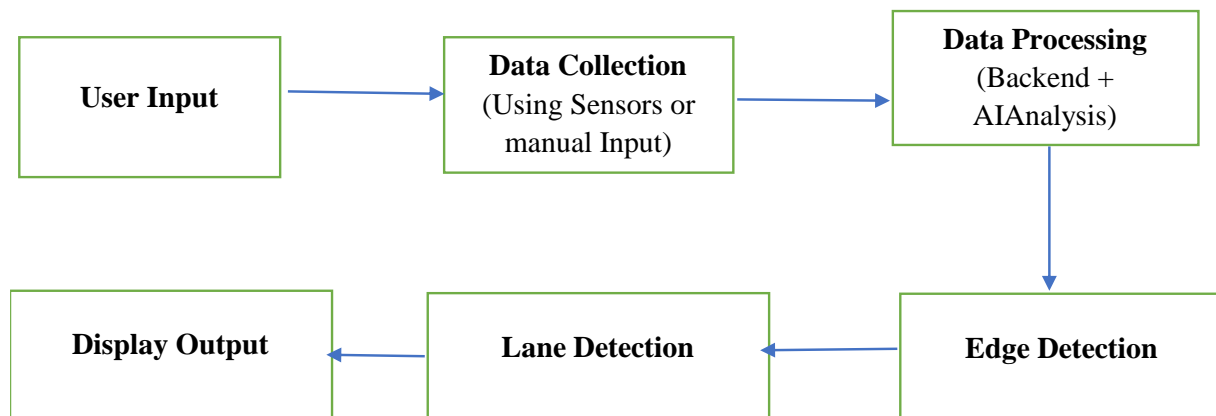 User Input
Data Collection
(Using Sensors or
manual Input)
Data Processing
(Backend +
AIAnalysis)
Display Output
Lane Detection
Edge Detection